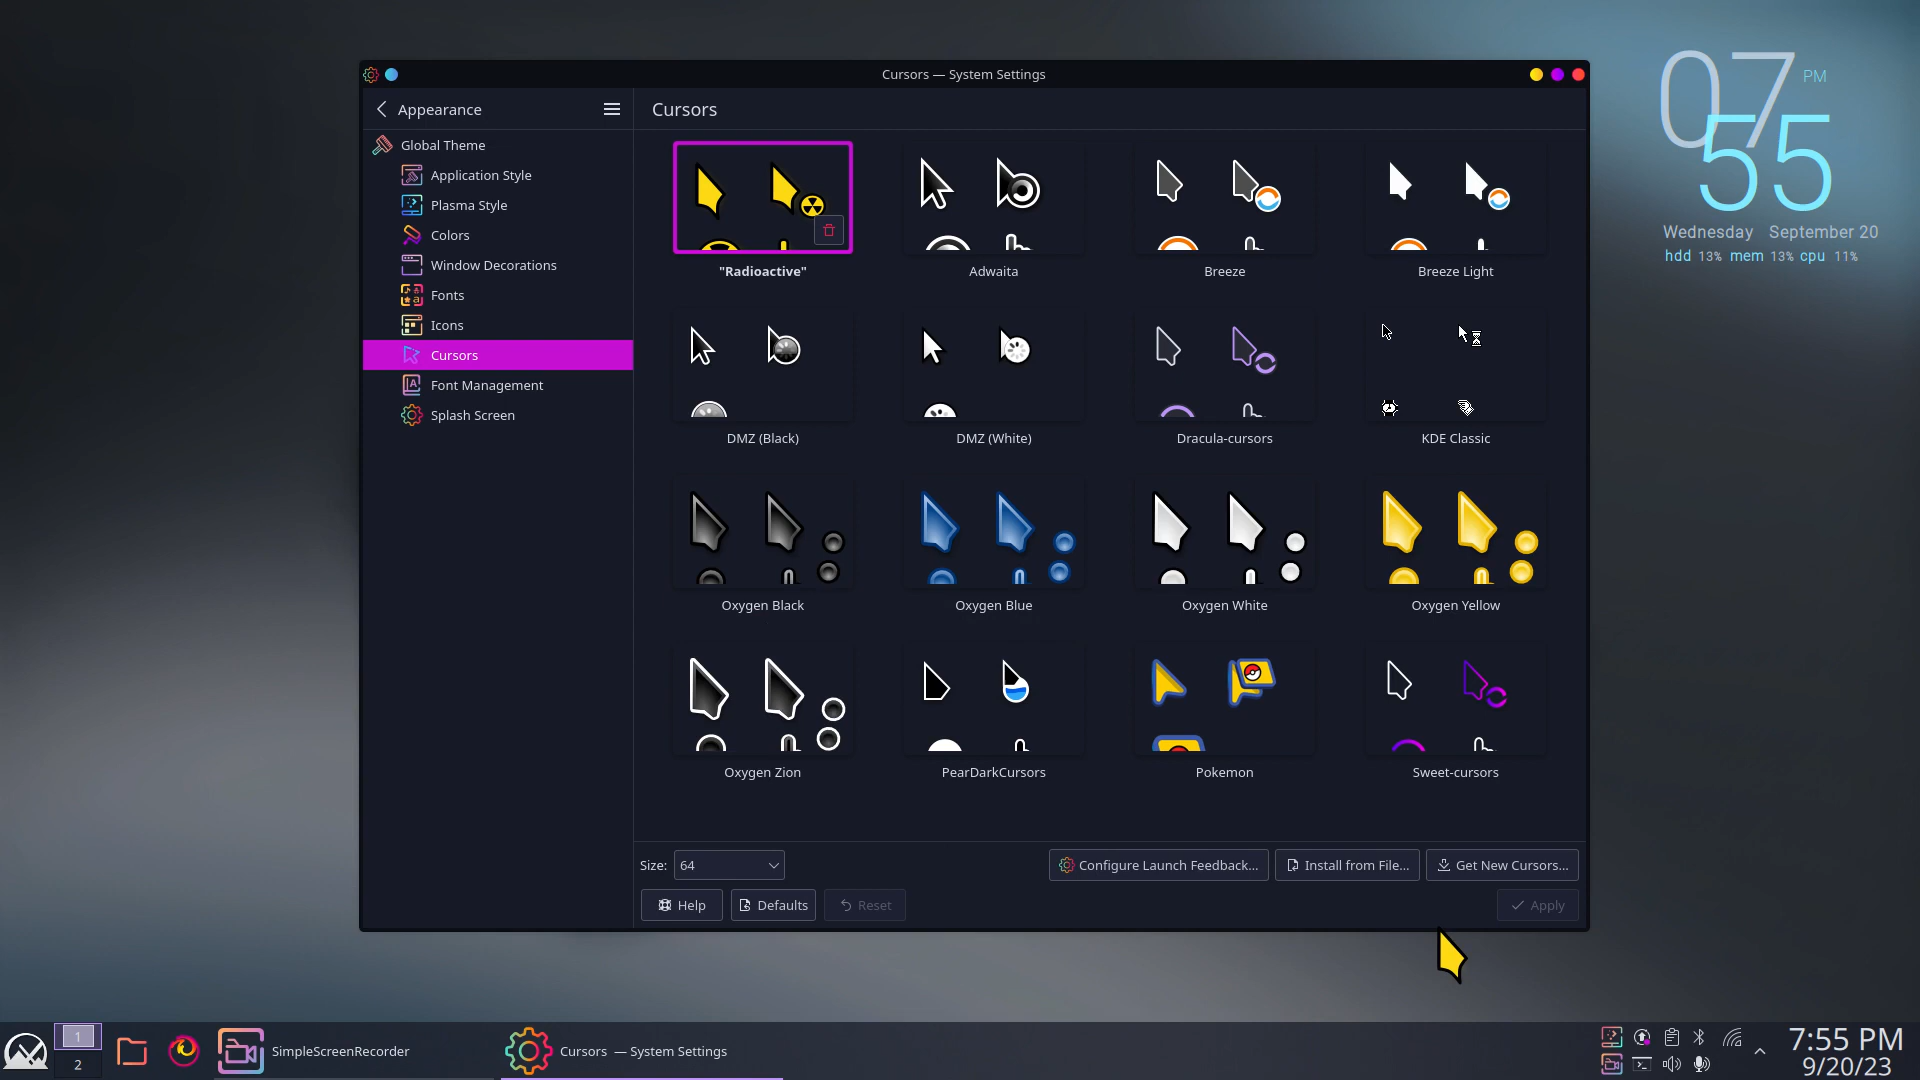 Cursors — System Settings
07 PM
55
Wednesday September 20
hdd 13% mem 13% cpu 11%
Appearance
Cursors
Global Theme
Application Style
Plasma Style
Colors
Window Decorations
Fonts
Icons
Cursors
Font Management
Splash Screen
"Radioactive"
Adwaita
Breeze
Breeze Light
DMZ (Black)
DMZ (White)
Dracula-cursors
KDE Classic
Oxygen Black
Oxygen Blue
Oxygen White
Oxygen Yellow
Oxygen Zion
PearDarkCursors
Pokemon
Sweet-cursors
Size: 64
Configure Launch Feedback...
Install from File...
Get New Cursors...
Help
Defaults
Reset
Apply
1
2
SimpleScreenRecorder
Cursors — System Settings
7:55 PM
9/20/23